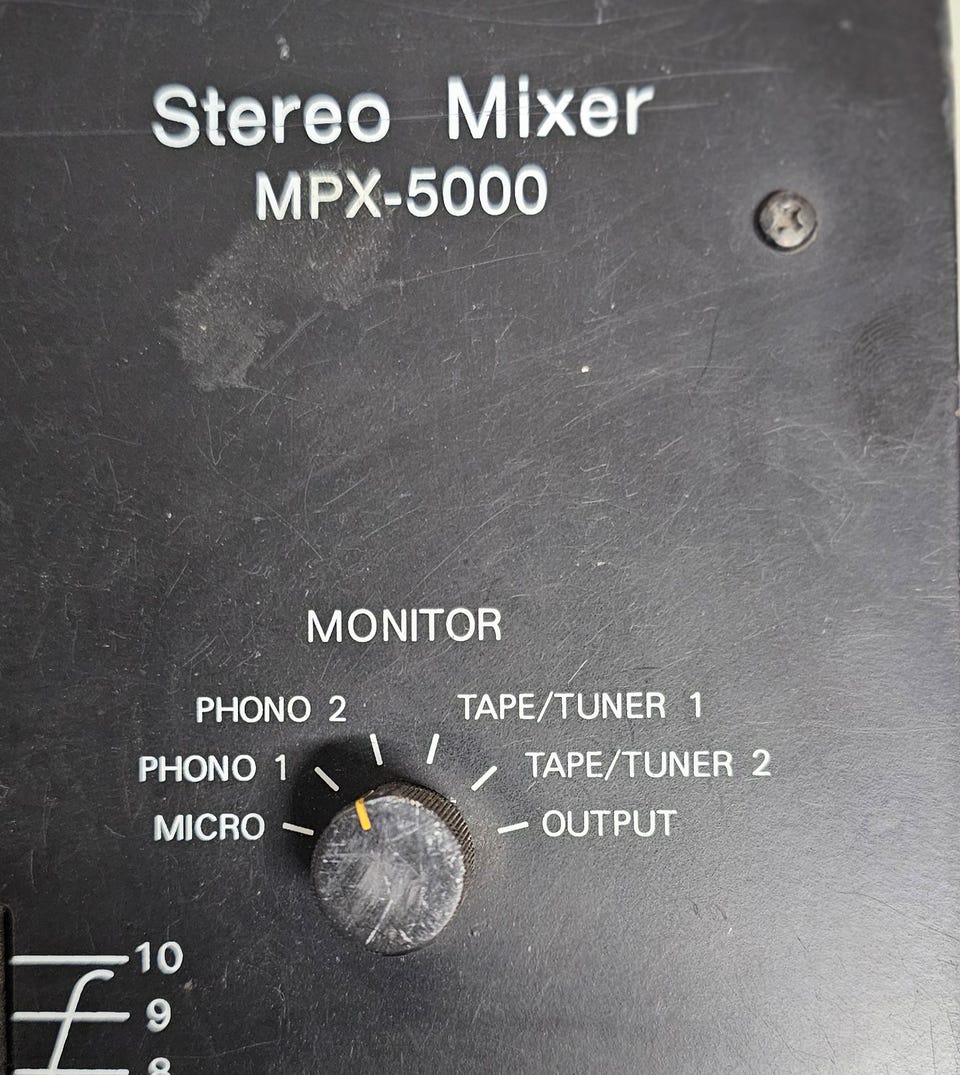 Stereo Mixer
MPX-5000
MONITOR
PHONO 2 TAPE/TUNER 1
PHONO 1 TAPE/TUNER 2
MICRO OUTPUT
10
9
8